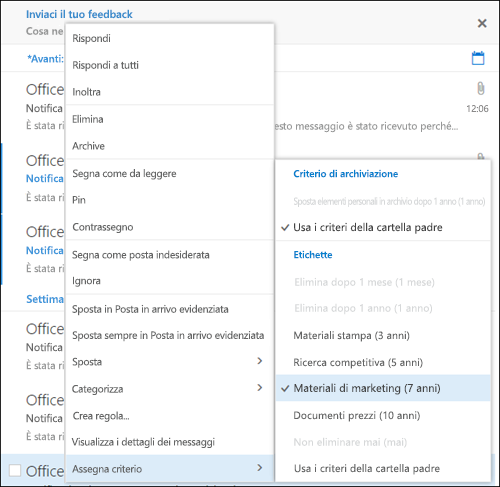 Inviaci il tuo feedback
Cosa ne
*Avanti:
Office
Notifica
È stata ri
12:06
esto messaggio è stato ricevuto perché...
Office
Notifica
È stata ri
Office
Notifica
È stata ri
Settima
Office
Notifica
È stata ri
Office
Notifica
È stata ri
Office
Rispondi
Rispondi a tutti
Inoltra
Elimina
Archive
Segna come da leggere
Pin
Contrassegno
Segna come posta indesiderata
Ignora
Sposta in Posta in arrivo evidenziata
Sposta sempre in Posta in arrivo evidenziata
Sposta
Categorizza
Crea regola...
Visualizza i dettagli dei messaggi
Assegna criterio
Criterio di archiviazione
Sposta elementi personali in archivio dopo 1 anno (1 anno)
Usa i criteri della cartella padre
Etichette
Elimina dopo 1 mese (1 mese)
Elimina dopo 1 anno (1 anno)
Materiali stampa (3 anni)
Ricerca competitiva (5 anni)
Materiali di marketing (7 anni)
Documenti prezzi (10 anni)
Non eliminare mai (mai)
Usa i criteri della cartella padre